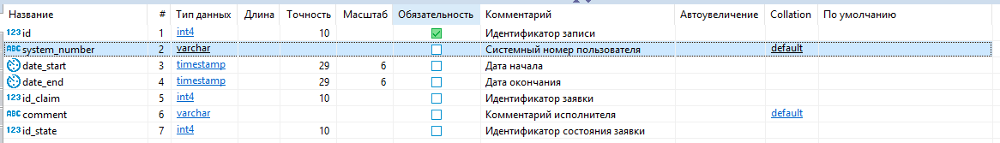 Название # Тип данных Длина Точность Масштаб Обязательность Комментарий Автоувеличение Collation По умолчанию
123 id 1 int4 10 Идентификатор записи
ABC system_number 2 varchar Системный номер пользователя default
date_start 3 timestamp 29 6 Дата начала
date_end 4 timestamp 29 6 Дата окончания
123 id_claim 5 int4 10 Идентификатор заявки
ABC comment 6 varchar Комментарий исполнителя default
123 id_state 7 int4 10 Идентификатор состояния заявки